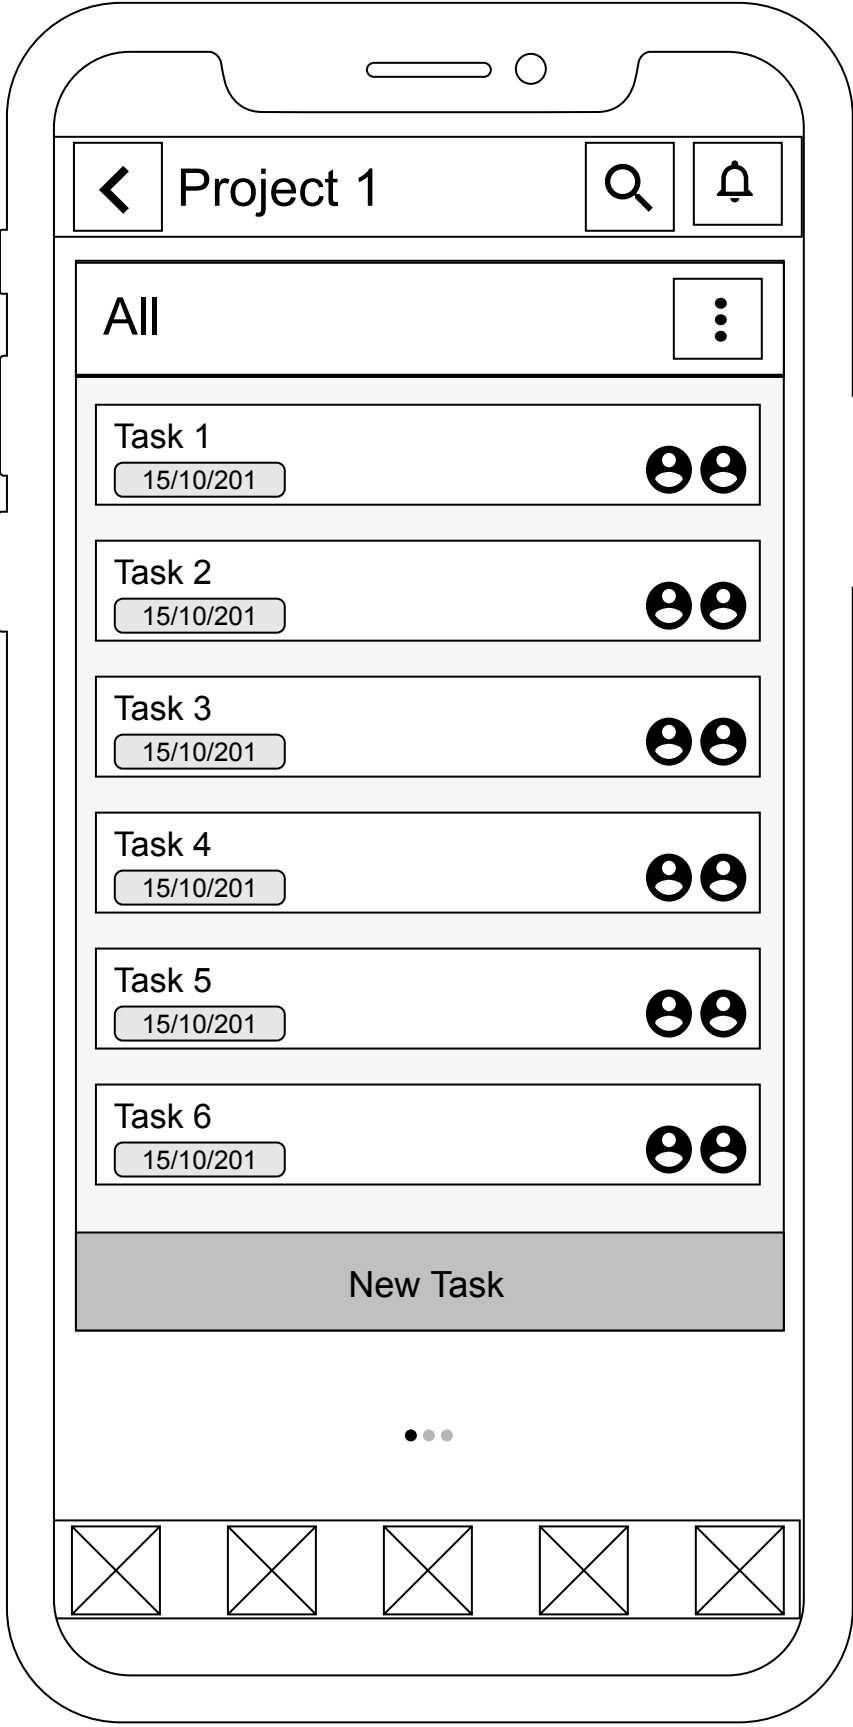 Project 1
All
Task 1
15/10/201
Task 2
15/10/201
Task 3
15/10/201
Task 4
15/10/201
Task 5
15/10/201
Task 6
15/10/201
New Task